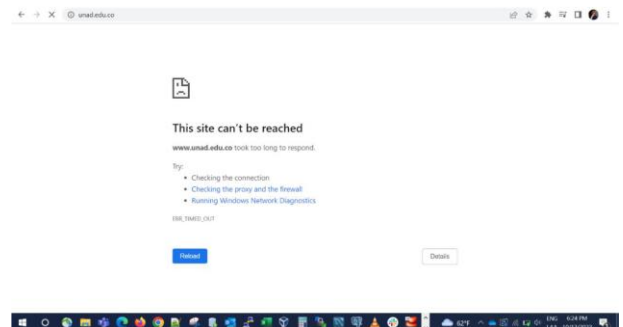 unad.edu.co
This site can't be reached
www.unad.edu.co took too long to respond.
Try:
• Checking the connection
• Checking the proxy and the firewall
• Running Windows Network Diagnostics
ERR_TIMED_OUT
Reload Details
62°F ENG 6:24 PM